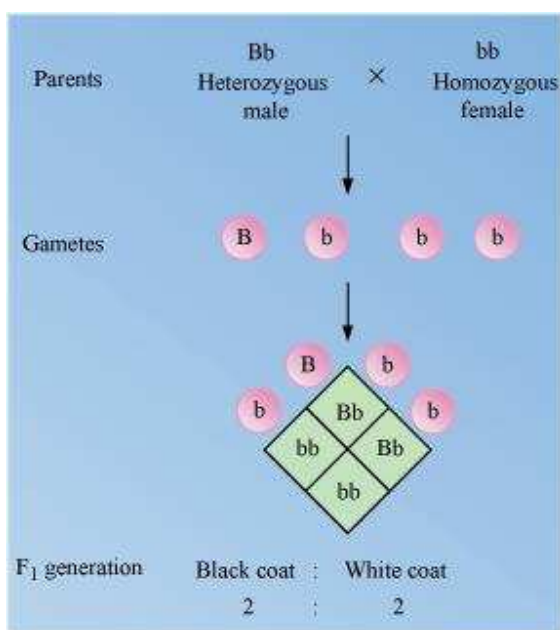 Bb bb
Parents Heterozygous × Homozygous
male female
Gametes B b b b
B b
b Bb b
bb Bb
bb
F₁ generation Black coat : White coat
2 : 2